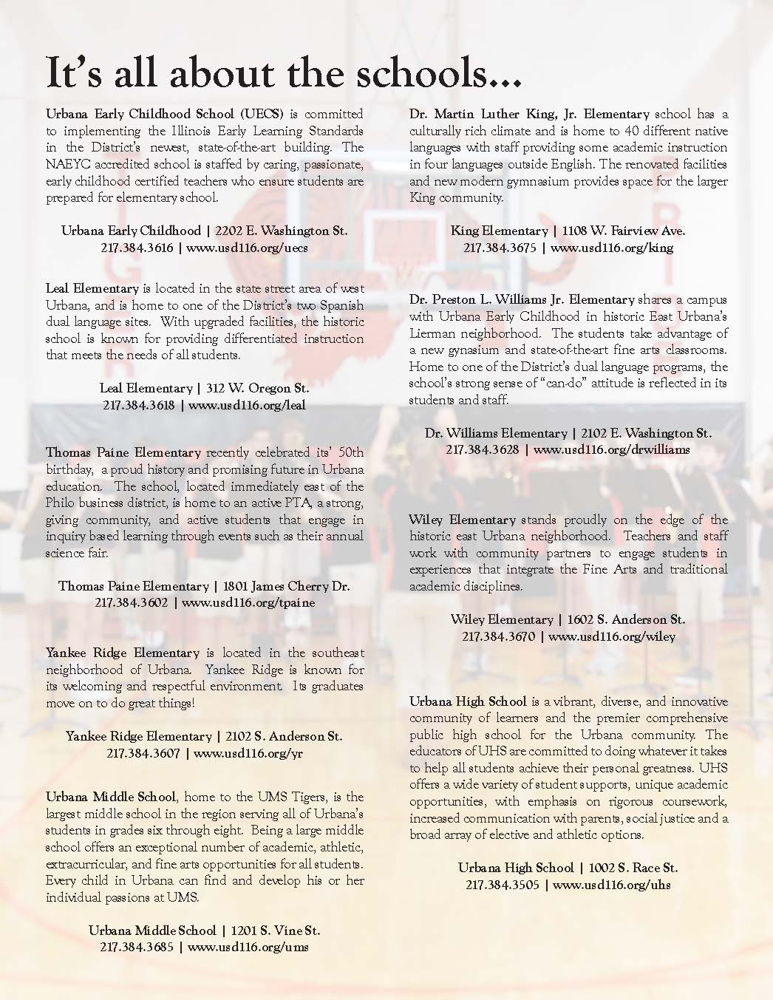 It's all about the schools...
Urbana Early Childhood School (UECS) is committed
to implementing the Illinois Early Learning Standards
in the District's newest, state-of-the-art building. The
NAEYC accredited school is staffed by caring, passionate,
early childhood certified teachers who ensure students are
prepared for elementary school.
Urbana Early Childhood | 2202 E. Washington St.
217.384.3616 | www.usd116.org/uecs
Leal Elementary is located in the state street area of west
Urbana, and is home to one of the District's two Spanish
dual language sites. With upgraded facilities, the historic
school is known for providing differentiated instruction
that meets the needs of all students.
Leal Elementary | 312 W. Oregon St.
217.384.3618 | www.usd116.org/leal
Thomas Paine Elementary recently celebrated its' 50th
birthday, a proud history and promising future in Urbana
education. The school, located immediately east of the
Philo business district, is home to an active PTA, a strong,
giving community, and active students that engage in
inquiry based learning through events such as their annual
science fair.
Thomas Paine Elementary | 1801 James Cherry Dr.
217.384.3602 | www.usd116.org/tpaine
Yankee Ridge Elementary is located in the southeast
neighborhood of Urbana. Yankee Ridge is known for
its welcoming and respectful environment. Its graduates
move on to do great things!
Yankee Ridge Elementary | 2102 S. Anderson St.
217.384.3607 | www.usd116.org/yr
Urbana Middle School, home to the UMS Tigers, is the
largest middle school in the region serving all of Urbana's
students in grades six through eight. Being a large middle
school offers an exceptional number of academic, athletic,
extracurricular, and fine arts opportunities for all students.
Every child in Urbana can find and develop his or her
individual passions at UMS.
Urbana Middle School | 1201 S. Vine St.
217.384.3685 | www.usd116.org/ums
Dr. Martin Luther King, Jr. Elementary school has a
culturally rich climate and is home to 40 different native
languages with staff providing some academic instruction
in four languages outside English. The renovated facilities
and new modern gymnasium provides space for the larger
King community.
King Elementary | 1108 W. Fairview Ave.
217.384.3675 | www.usd116.org/king
Dr. Preston L. Williams Jr. Elementary shares a campus
with Urbana Early Childhood in historic East Urbana's
Lierman neighborhood. The students take advantage of
a new gynasium and state-of-the-art fine arts classrooms.
Home to one of the District's dual language programs, the
school's strong sense of "can-do" attitude is reflected in its
students and staff.
Dr. Williams Elementary | 2102 E. Washington St.
217.384.3628 | www.usd116.org/drwilliams
Wiley Elementary stands proudly on the edge of the
historic east Urbana neighborhood. Teachers and staff
work with community partners to engage students in
experiences that integrate the Fine Arts and traditional
academic disciplines.
Wiley Elementary | 1602 S. Anderson St.
217.384.3670 | www.usd116.org/wiley
Urbana High School is a vibrant, diverse, and innovative
community of learners and the premier comprehensive
public high school for the Urbana community. The
educators of UHS are committed to doing whatever it takes
to help all students achieve their personal greatness. UHS
offers a wide variety of student supports, unique academic
opportunities, with emphasis on rigorous coursework,
increased communication with parents, social justice and a
broad array of elective and athletic options.
Urbana High School | 1002 S. Race St.
217.384.3505 | www.usd116.org/uhs